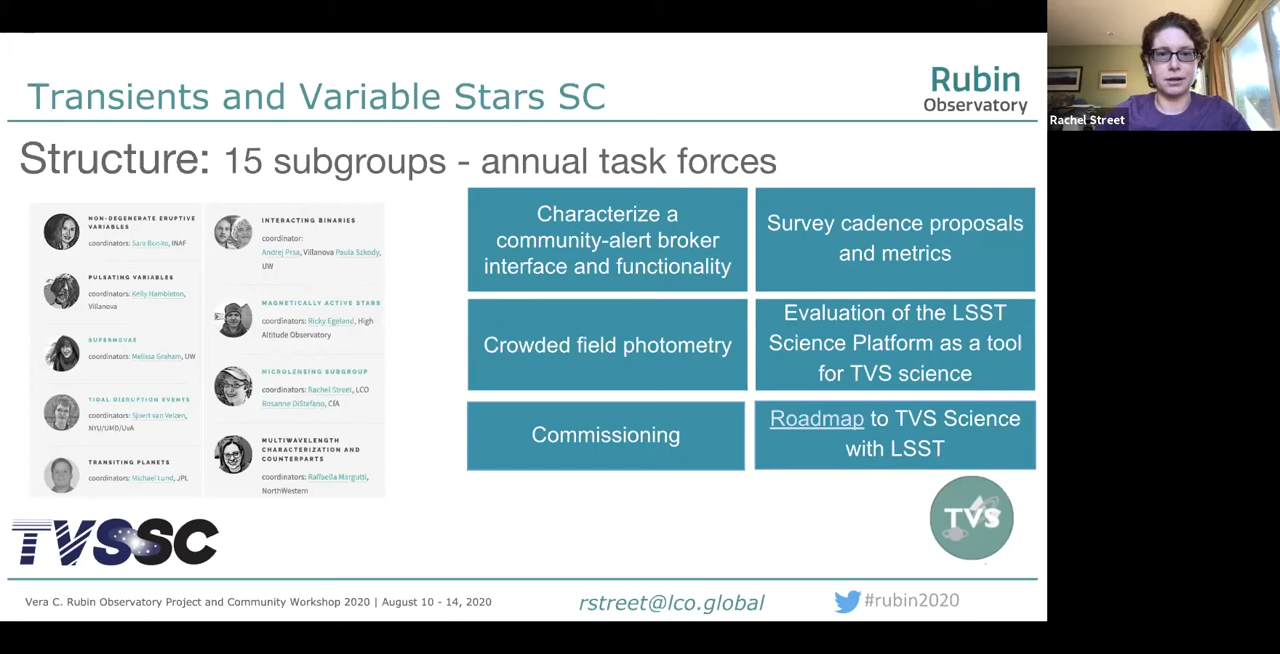 Transients and Variable Stars SC
Rubin
Observatory
Rachel Street
Structure: 15 subgroups - annual task forces
NON-DEGENERATE ERUPTIVE
VARIABLES
coordinators: Sara Bonito, INAF
PULSATING VARIABLES
coordinators: Kelly Hambleton,
Villanova
SUPERNOVAE
coordinators: Melissa Graham, UW
TIDAL DISRUPTION EVENTS
coordinators: Sjoert van Velzen,
NYU/UMD/UvA
TRANSITING PLANETS
coordinators: Michael Lund, JPL
INTERACTING BINARIES
coordinator:
Andrej Prsa, Villanova Paula Szkody,
UW
MAGNETICALLY ACTIVE STARS
coordinators: Ricky Egeland, High
Altitude Observatory
MICROLENSING SUBGROUP
coordinators: Rachel Street, LCO
Rosanne DiStefano, CfA
MULTIWAVELENGTH
CHARACTERIZATION AND
COUNTERPARTS
coordinators: Raffaella Margutti,
NorthWestern
Characterize a
community-alert broker
interface and functionality
Survey cadence proposals
and metrics
Crowded field photometry
Evaluation of the LSST
Science Platform as a tool
for TVS science
Commissioning
Roadmap to TVS Science
with LSST
TVSSC
TVS
Vera C. Rubin Observatory Project and Community Workshop 2020 | August 10 - 14, 2020
rstreet@lco.global
#rubin2020